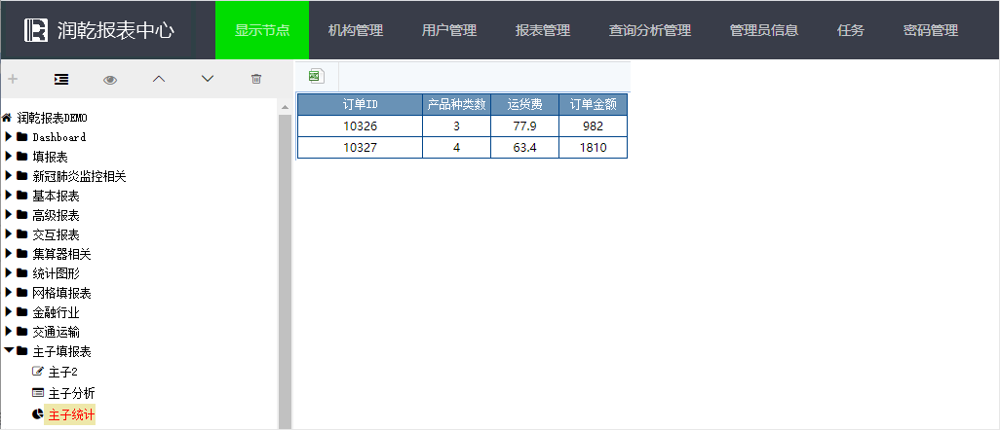 润乾报表中心 显示节点 机构管理 用户管理 报表管理 查询分析管理 管理员信息 任务 密码管理
润乾报表DEMO
Dashboard
填报表
新冠肺炎监控相关
基本报表
高级报表
交互报表
集算器相关
统计图形
网格填报表
金融行业
交通运输
主子填报表
主子2
主子分析
主子统计
订单ID 产品种类数 运货费 订单金额
10326 3 77.9 982
10327 4 63.4 1810